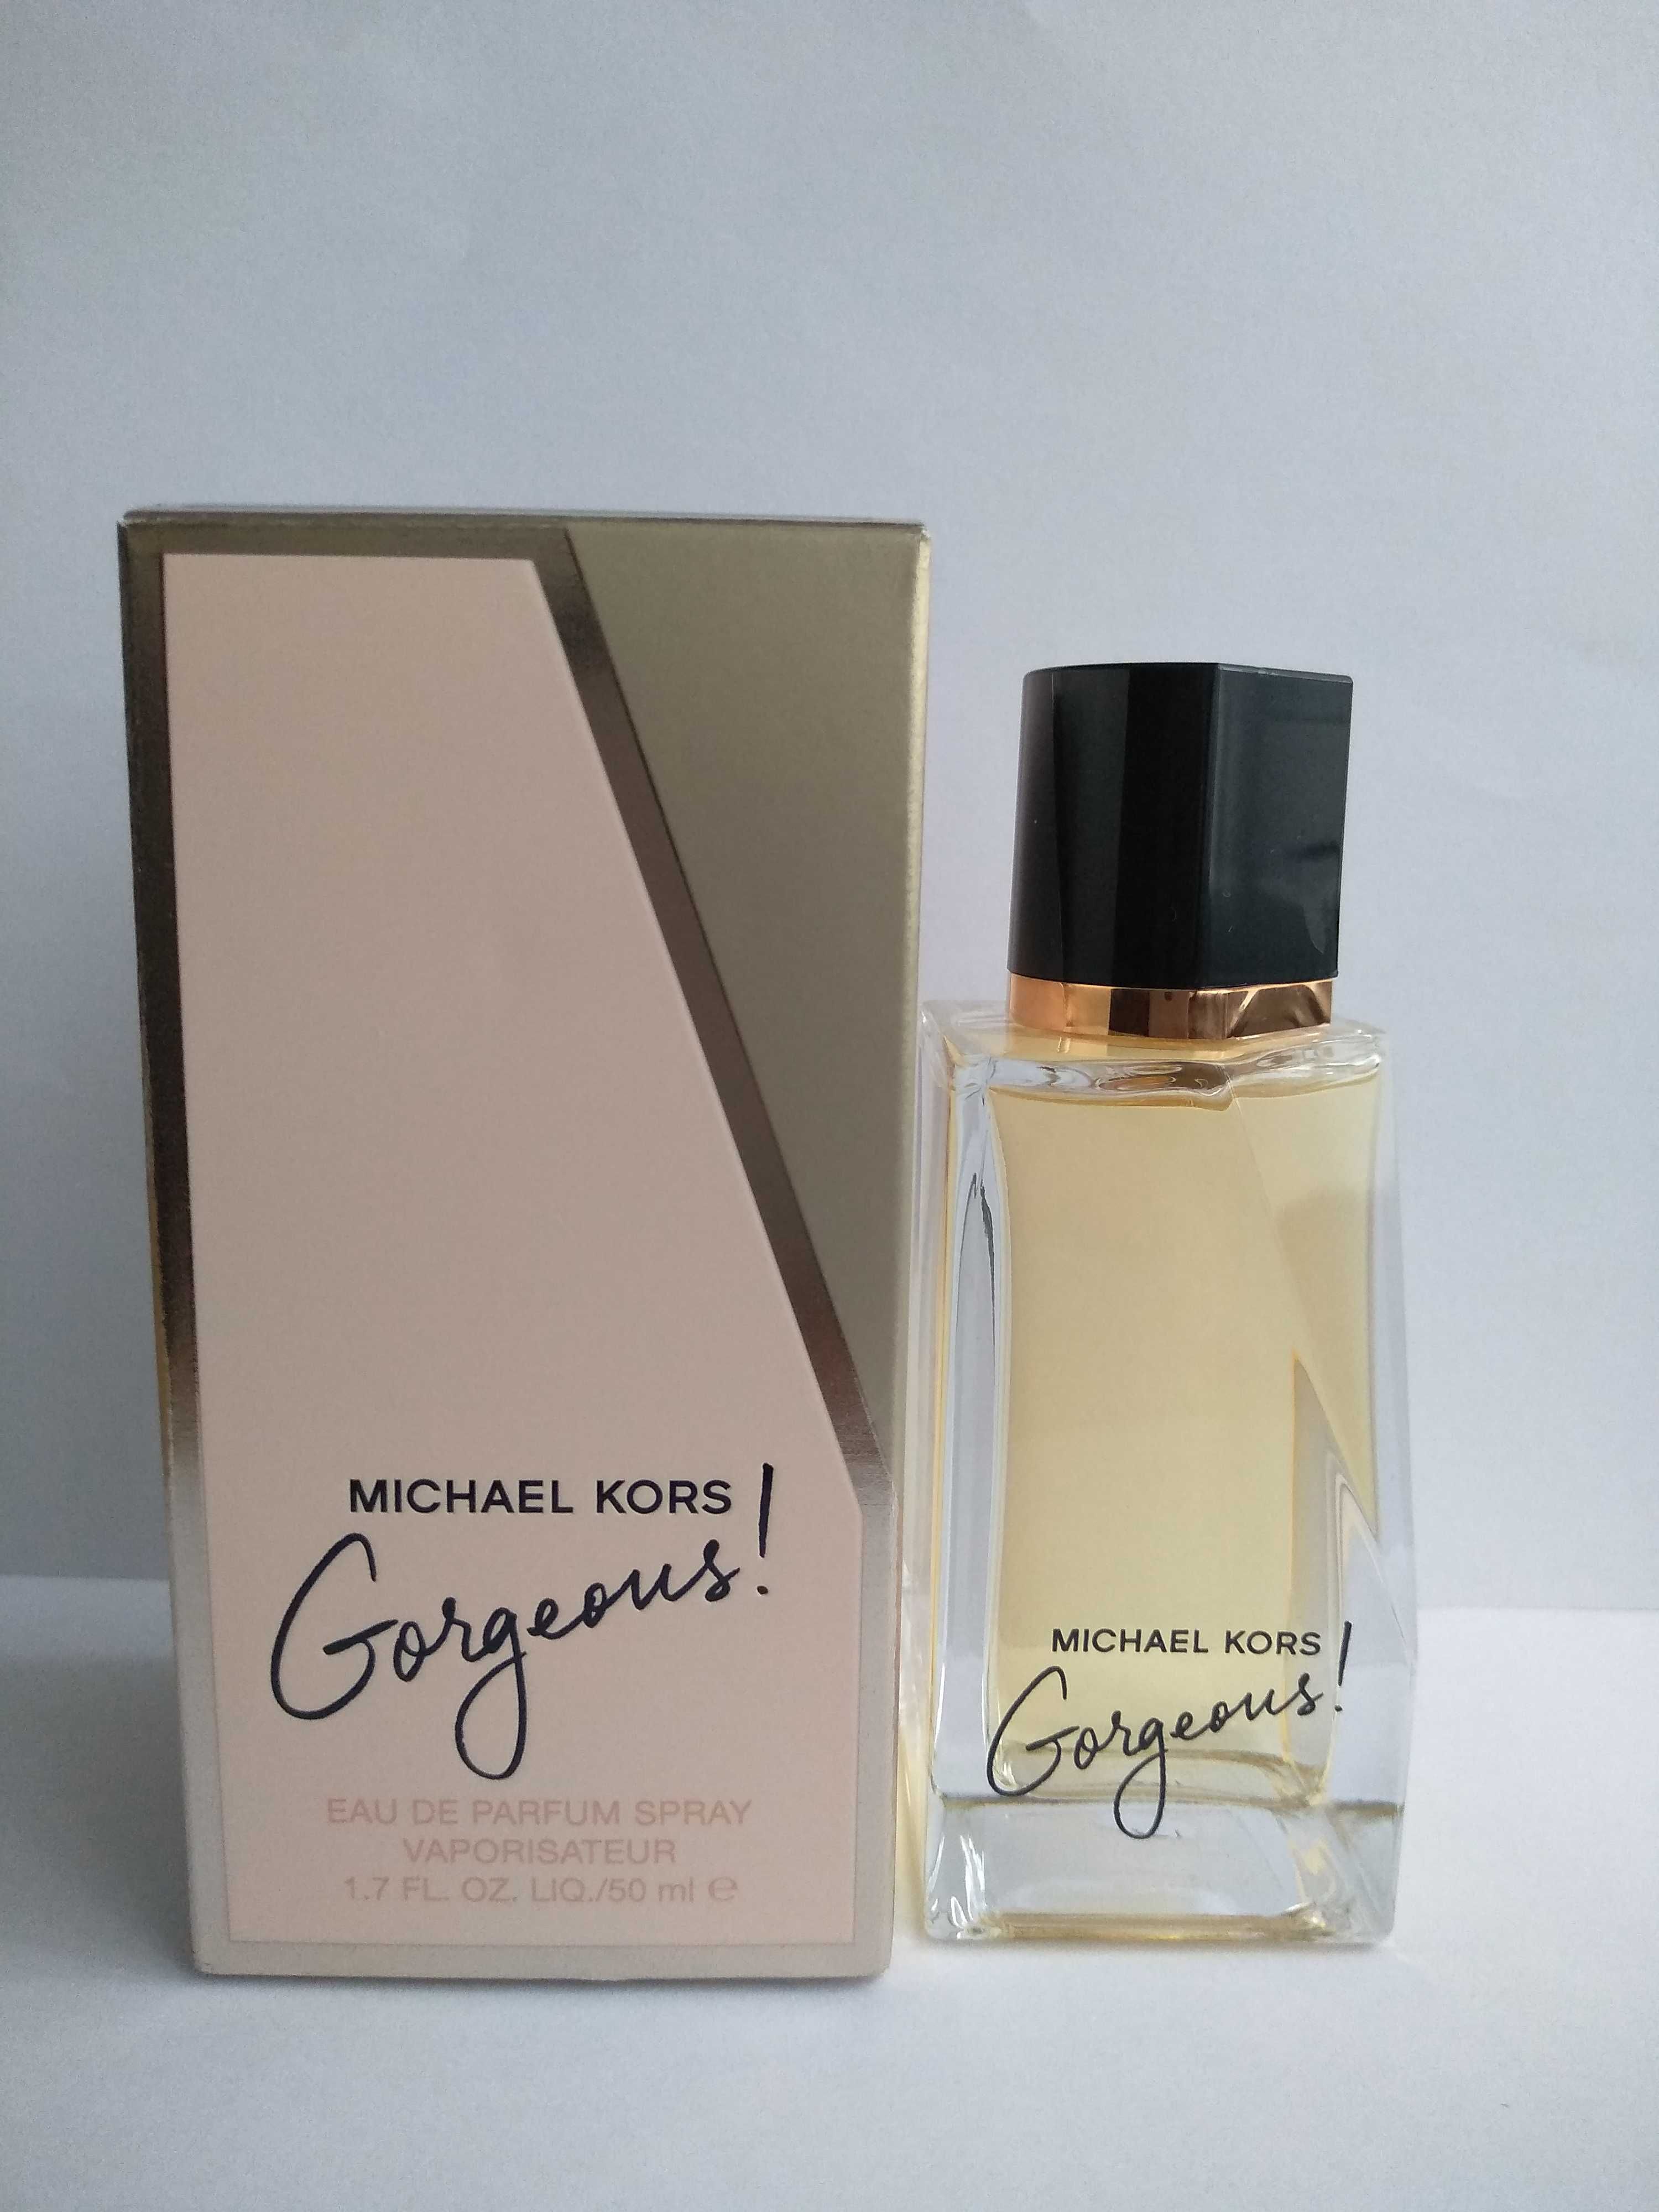 MICHAEL KORS
Gorgeous!
EAU DE PARFUM SPRAY
VAPORISATEUR
1.7 FL. OZ. LIQ./50 ml ℮
MICHAEL KORS
Gorgeous!